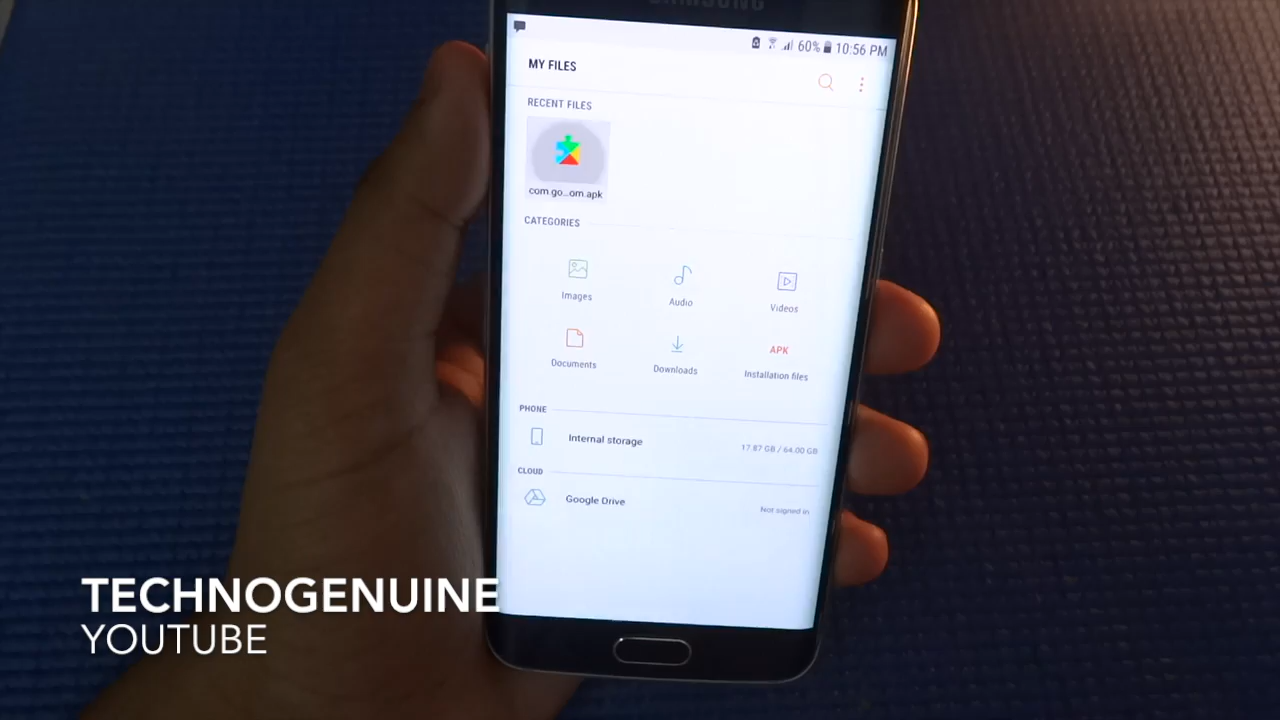 SAMSUNG
60% 10:56 PM
MY FILES
RECENT FILES
com.go...om.apk
CATEGORIES
Images
Audio
Videos
Documents
Downloads
APK
Installation files
PHONE
Internal storage
17.87 GB / 64.00 GB
CLOUD
Google Drive
Not signed in
TECHNOGENUINE
YOUTUBE